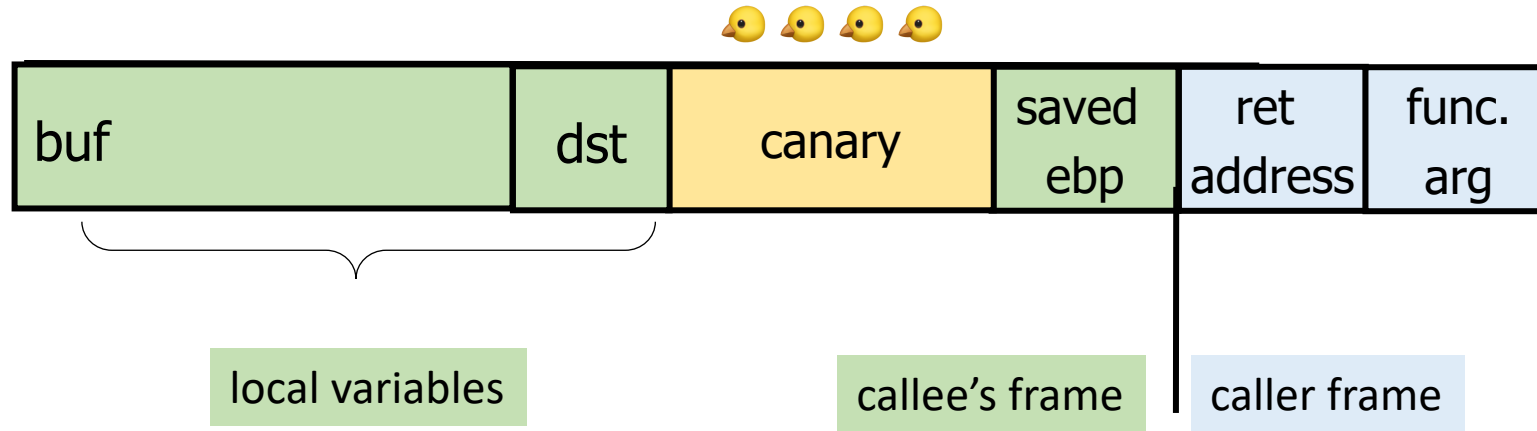 buf
dst
canary
saved
ebp
ret
address
func.
arg
local variables
callee's frame
caller frame